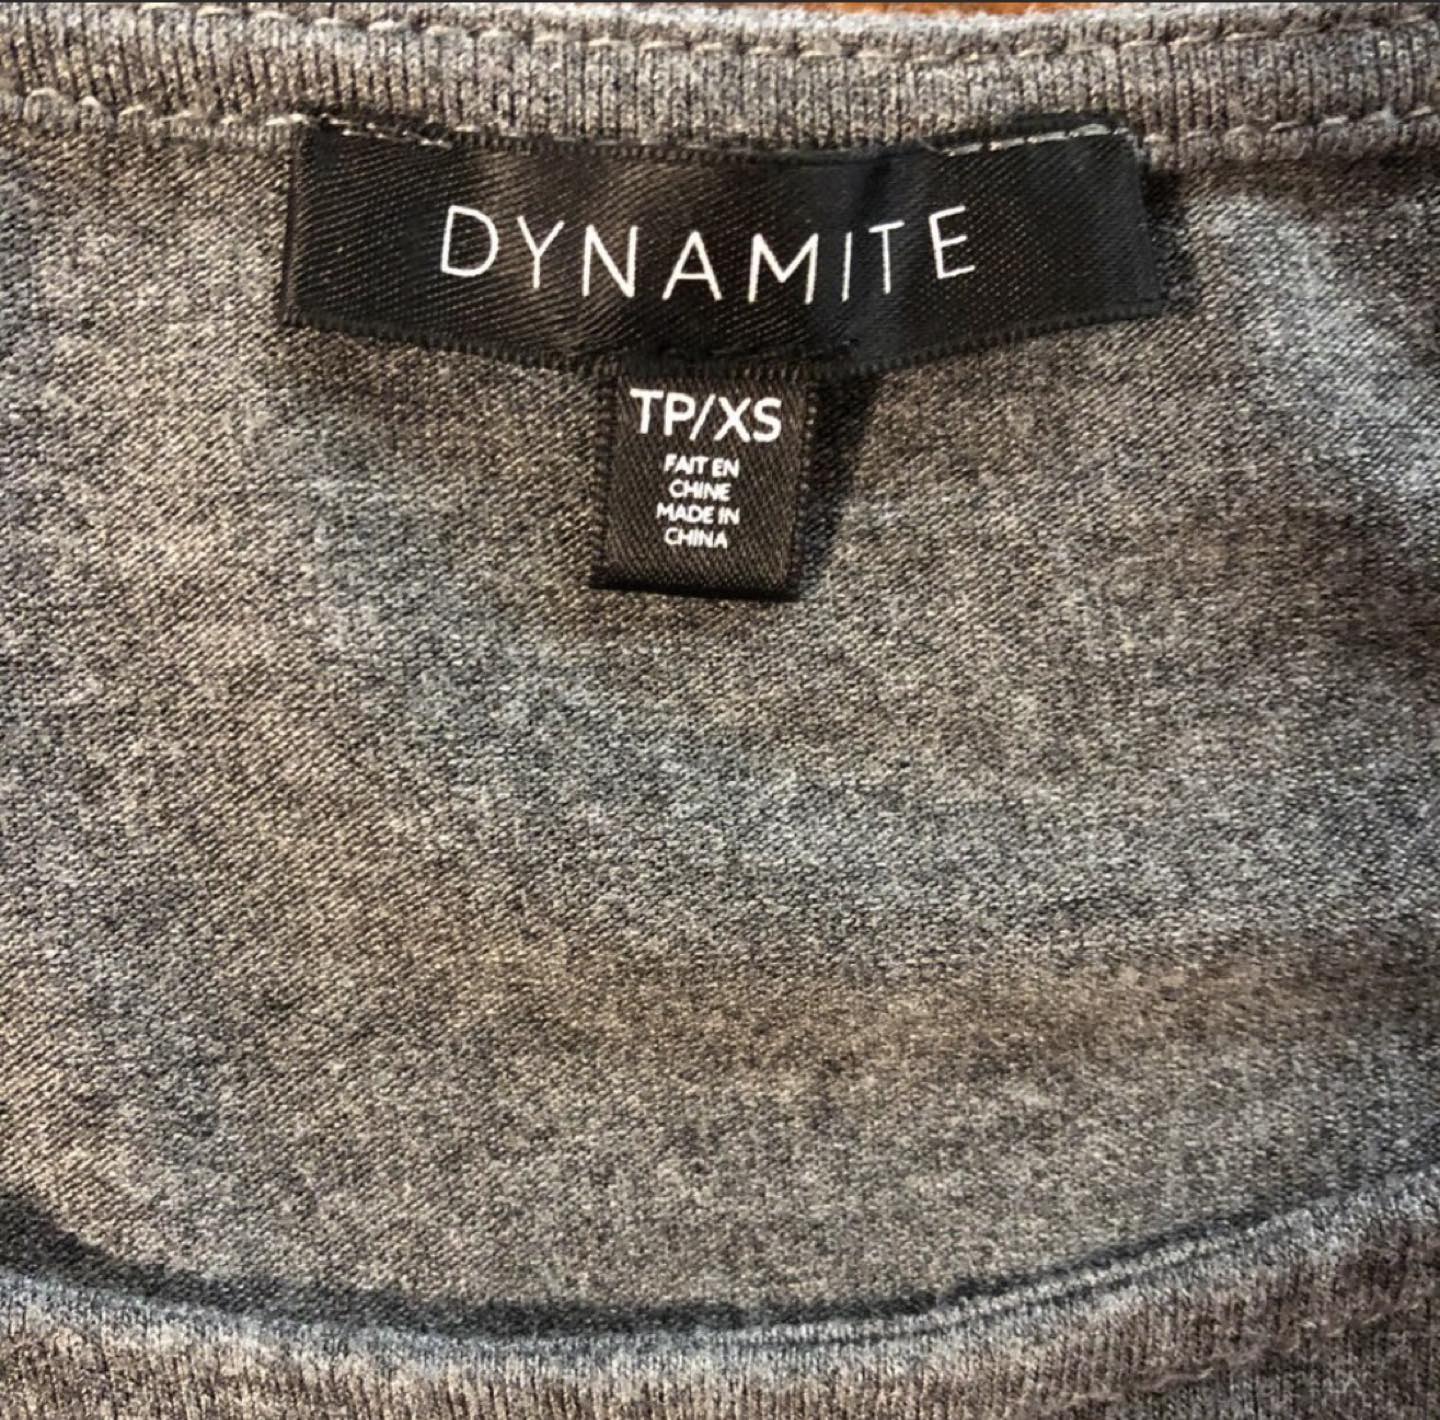 DYNAMITE
TP/XS
FAIT EN
CHINE
MADE IN
CHINA